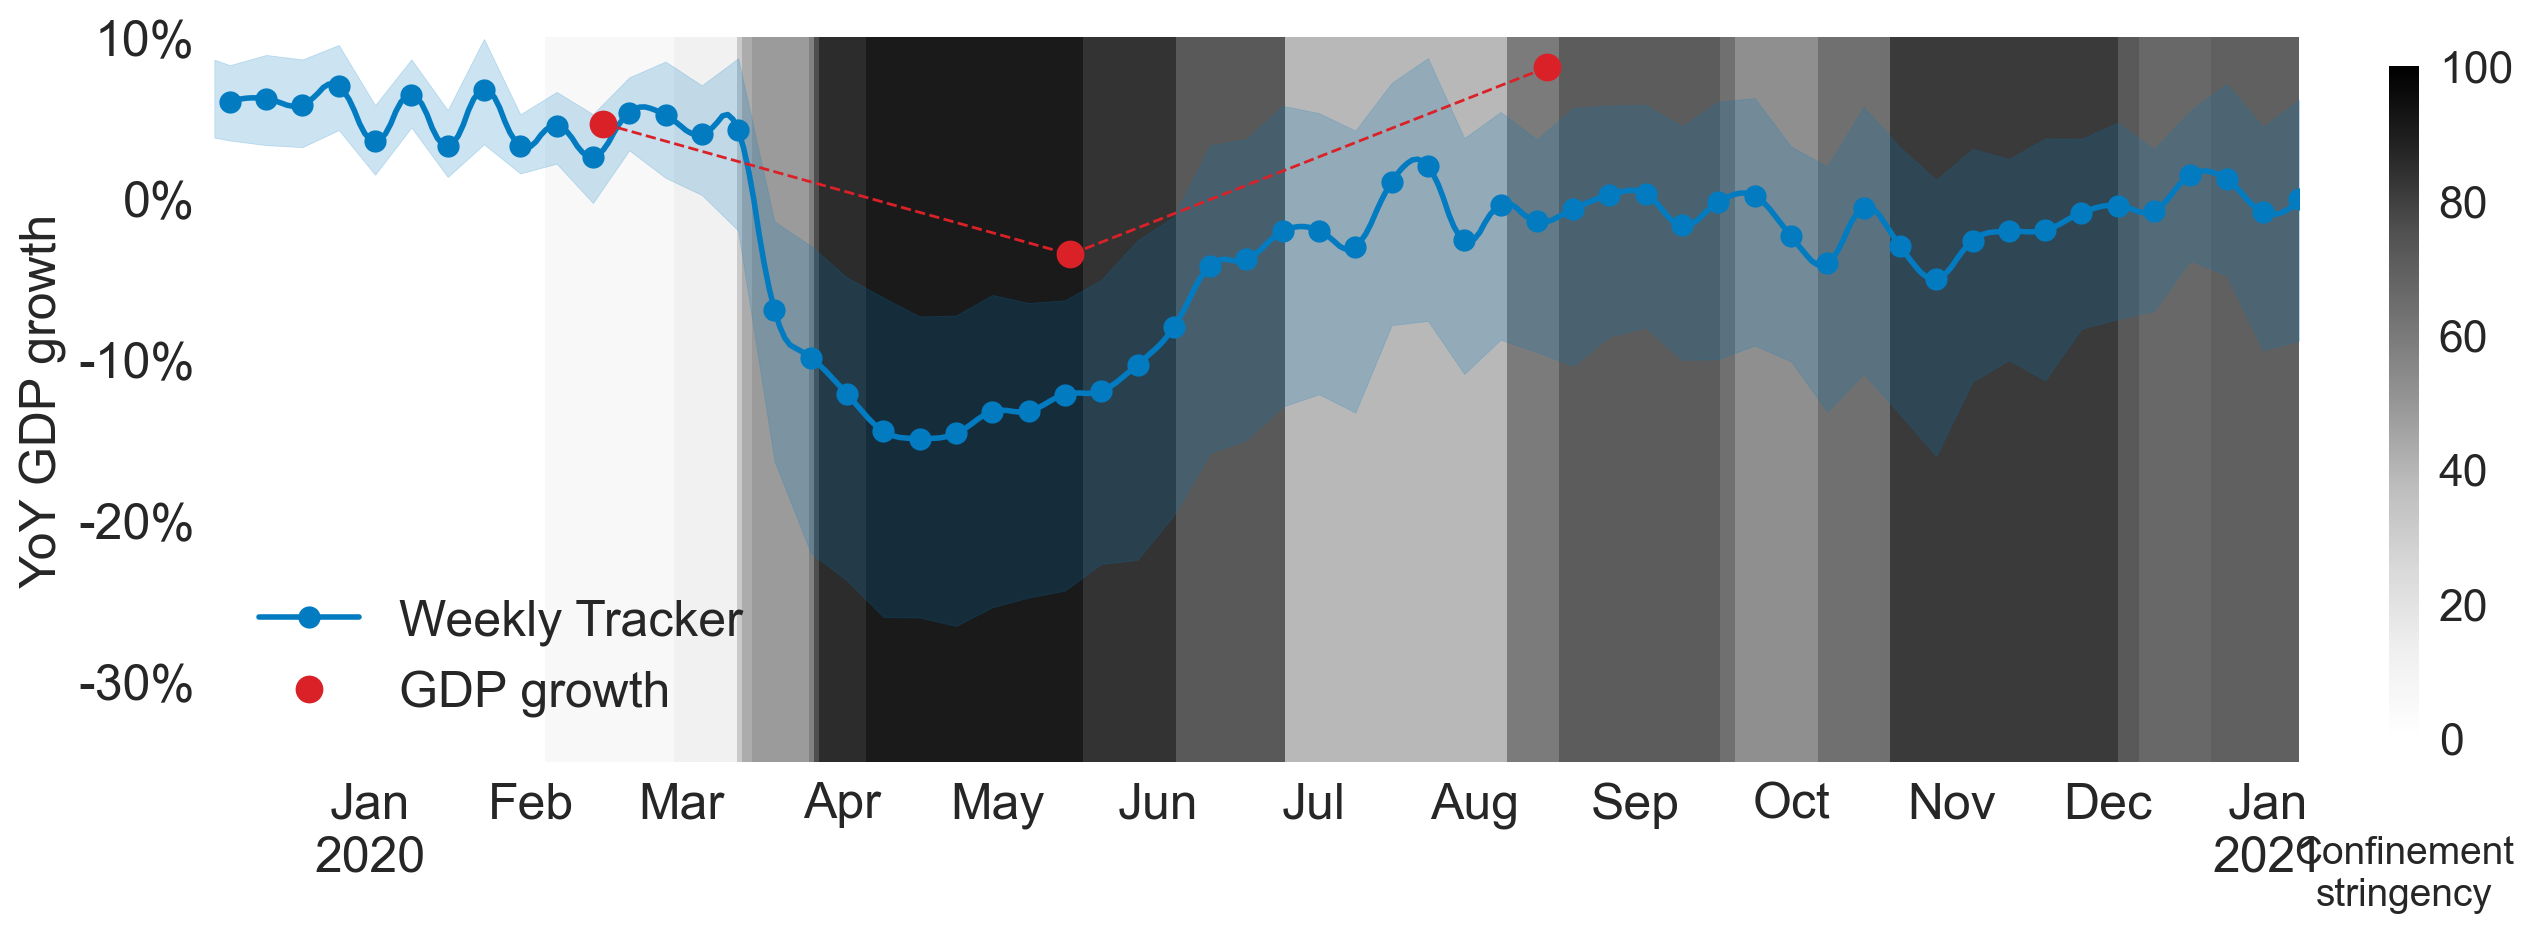 YoY GDP growth
10%
0%
-10%
-20%
-30%
Weekly Tracker
GDP growth
Jan
2020
Feb
Mar
Apr
May
Jun
Jul
Aug
Sep
Oct
Nov
Dec
Jan
2021
100
80
60
40
20
0
Confinement
stringency